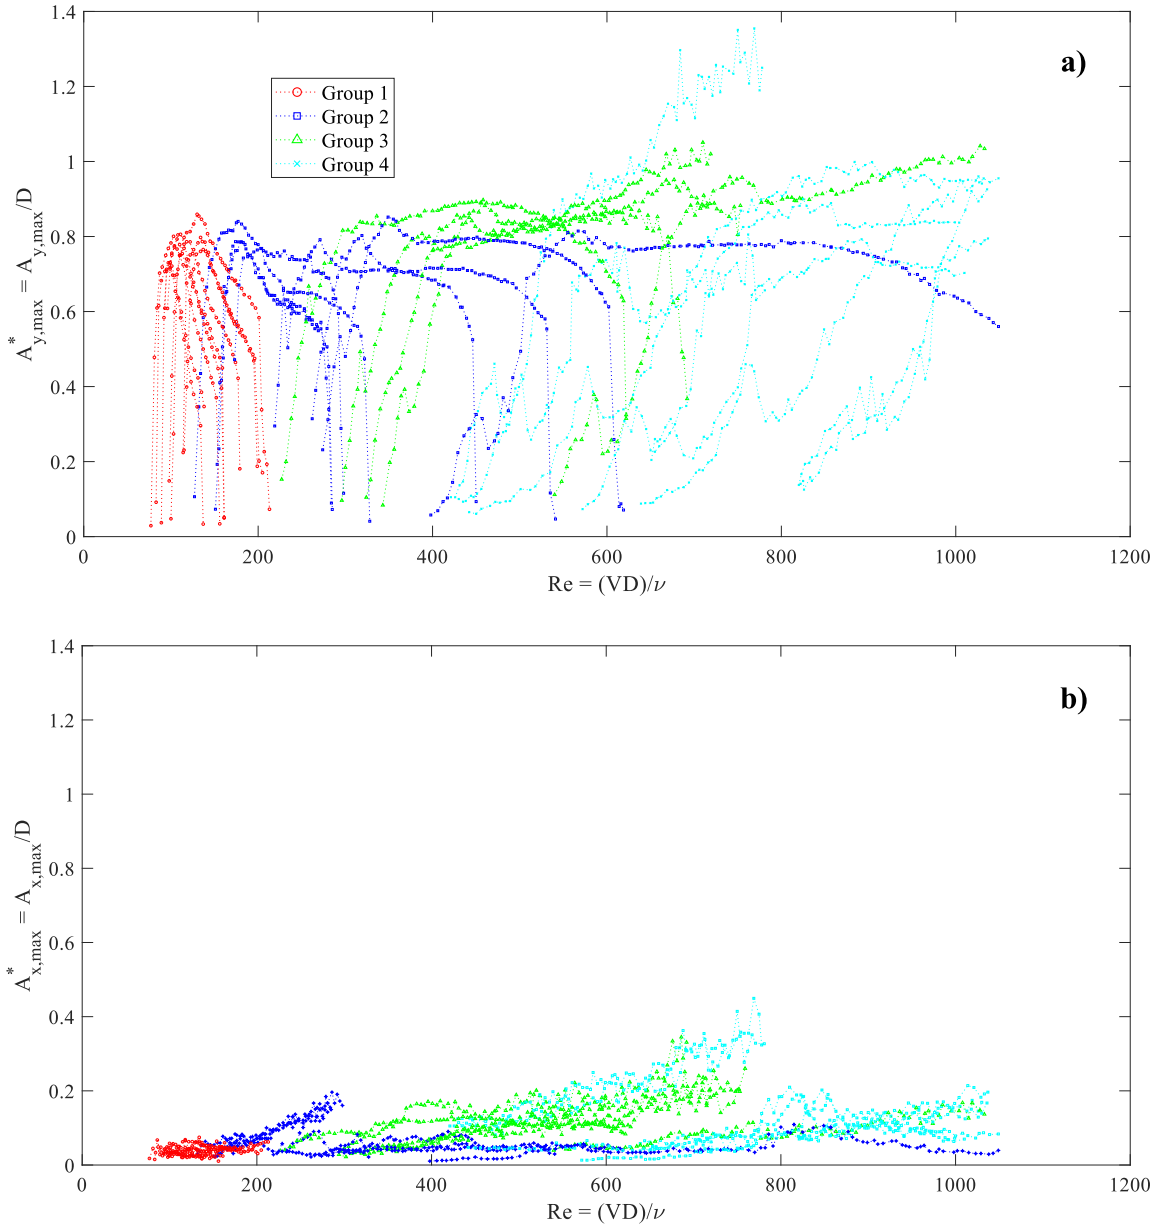 1.4
1.2
1
0.8
0.6
0.4
0.2
0
a)
Group 1
Group 2
Group 3
Group 4
A*y,max = Ay,max/D
0 200 400 600 800 1000 1200
Re = (VD)/ν
1.4
1.2
1
0.8
0.6
0.4
0.2
0
b)
A*x,max = Ax,max/D
0 200 400 600 800 1000 1200
Re = (VD)/ν